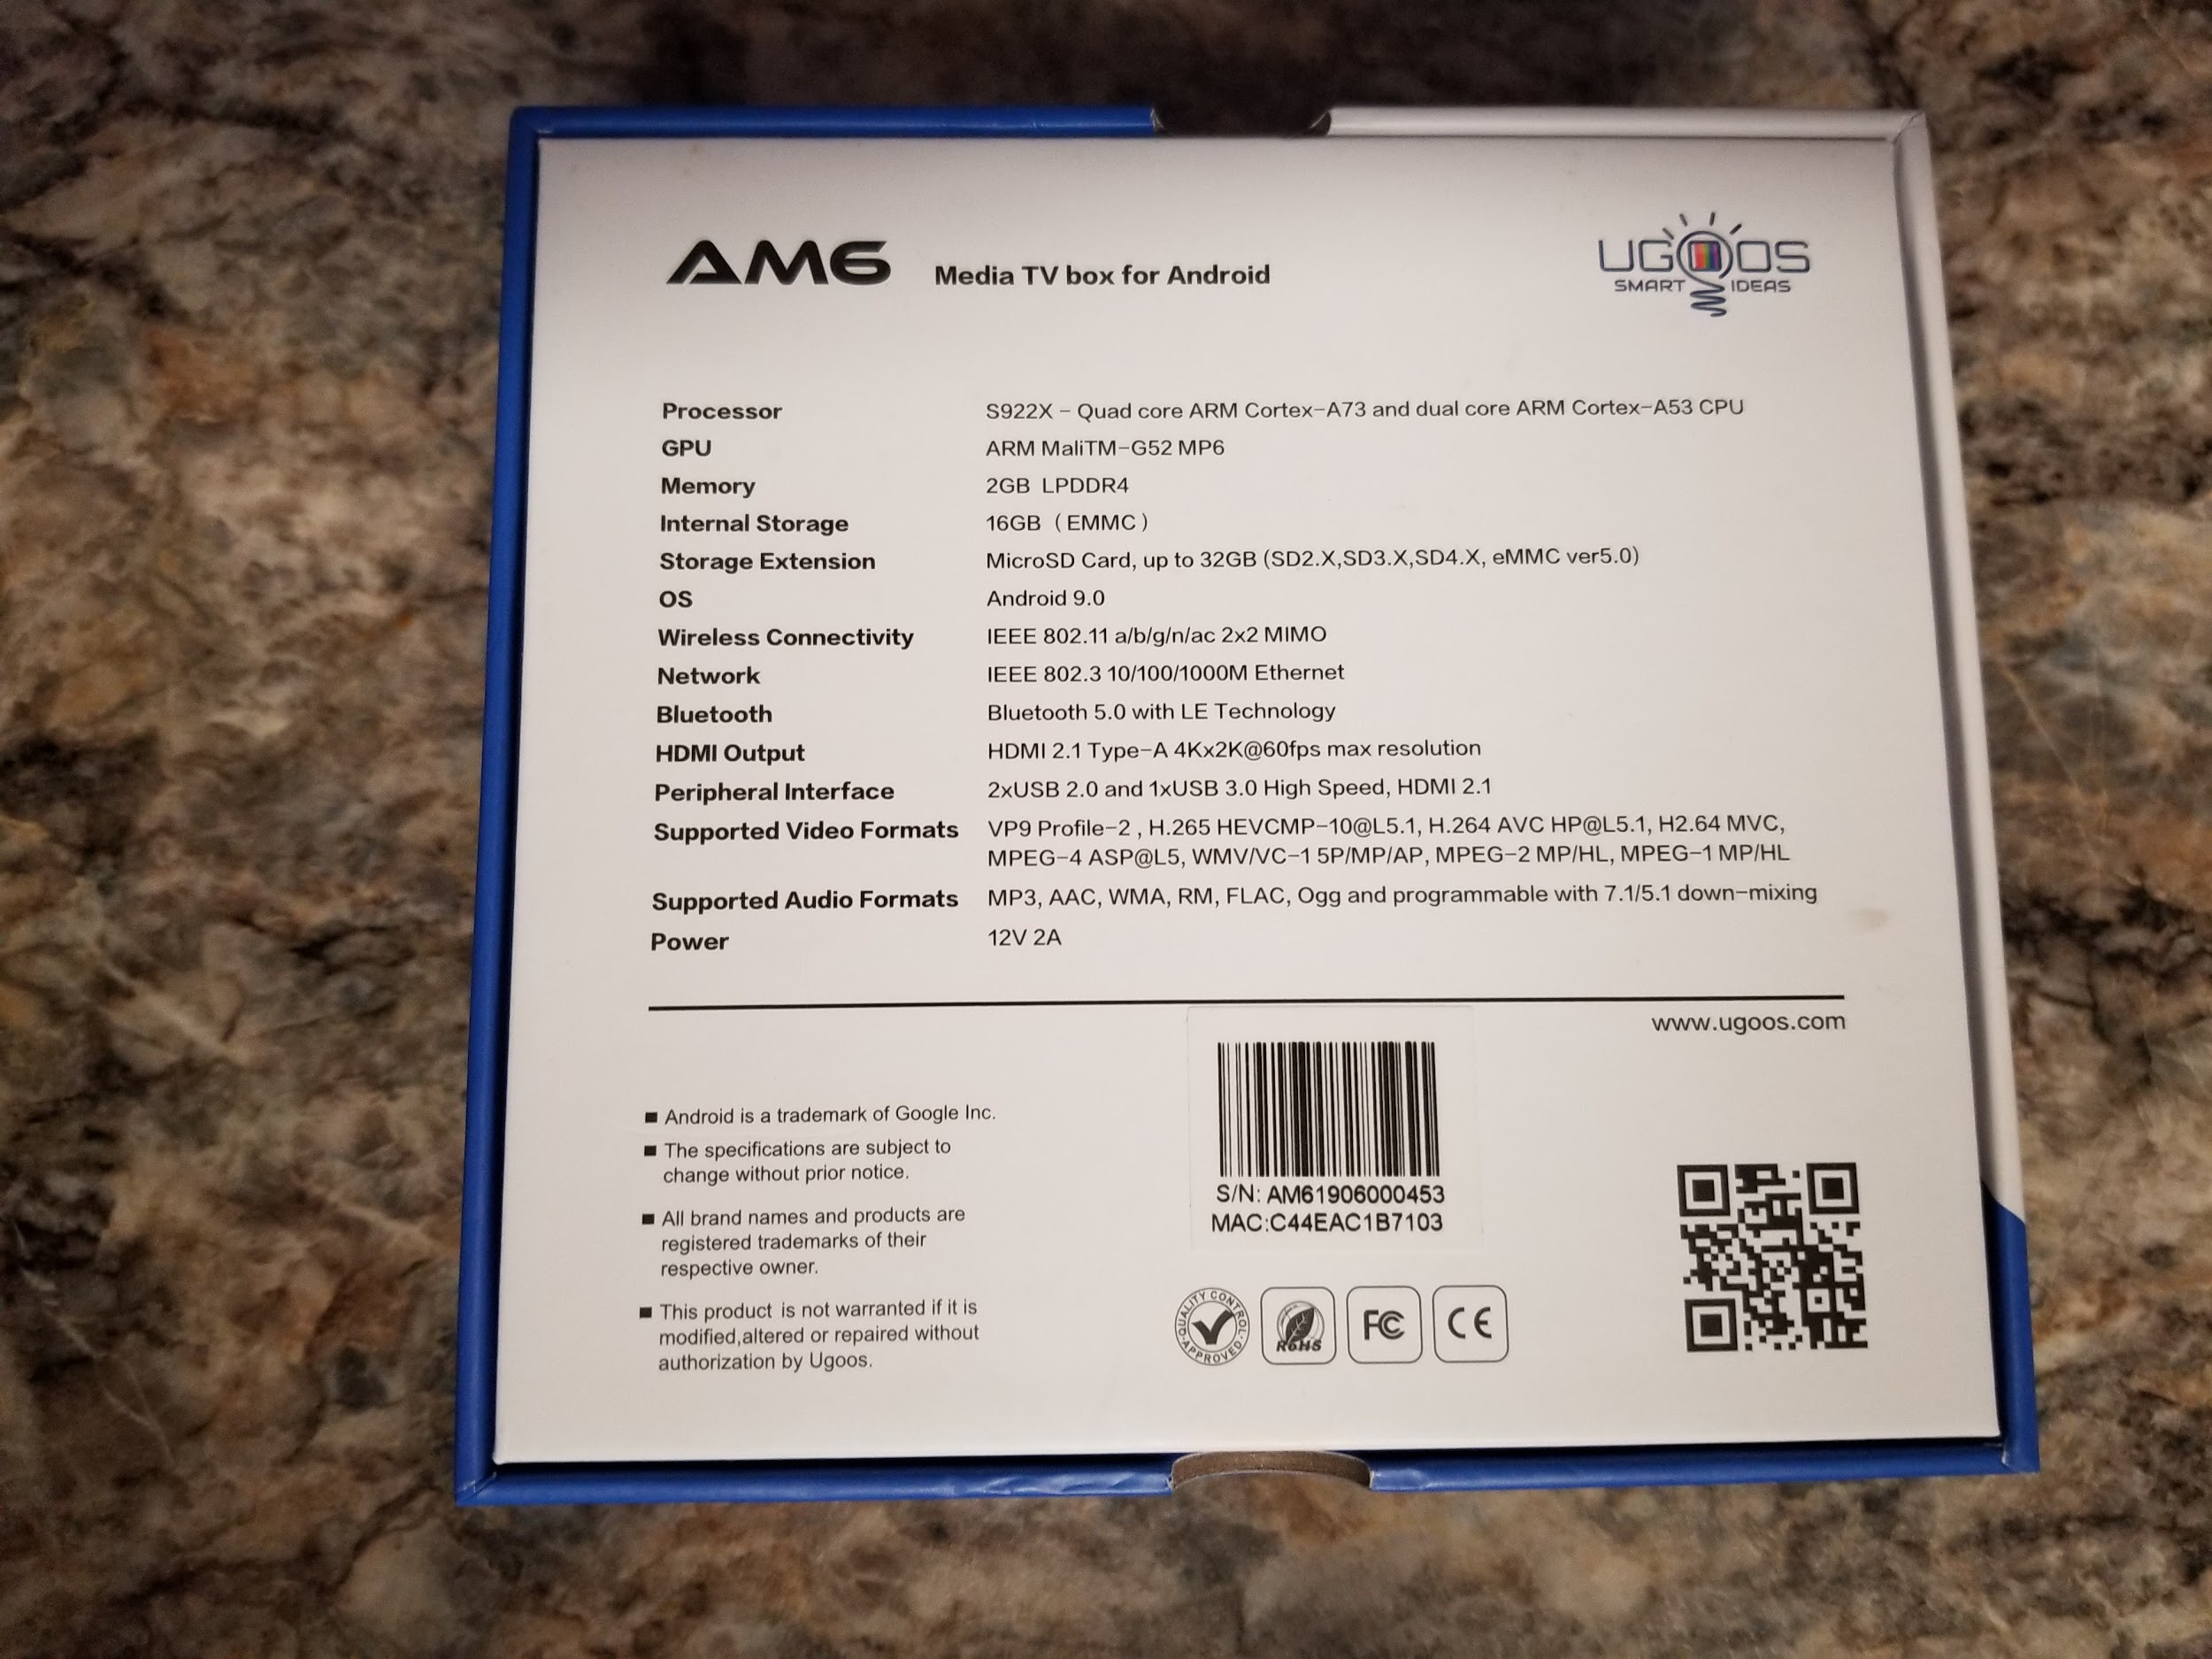 AM6 Media TV box for Android
UGOOS
SMART IDEAS
Processor S922X - Quad core ARM Cortex-A73 and dual core ARM Cortex-A53 CPU
GPU ARM MaliTM-G52 MP6
Memory 2GB LPDDR4
Internal Storage 16GB (EMMC)
Storage Extension MicroSD Card, up to 32GB (SD2.X,SD3.X,SD4.X, eMMC ver5.0)
OS Android 9.0
Wireless Connectivity IEEE 802.11 a/b/g/n/ac 2x2 MIMO
Network IEEE 802.3 10/100/1000M Ethernet
Bluetooth Bluetooth 5.0 with LE Technology
HDMI Output HDMI 2.1 Type-A 4Kx2K@60fps max resolution
Peripheral Interface 2xUSB 2.0 and 1xUSB 3.0 High Speed, HDMI 2.1
Supported Video Formats VP9 Profile-2 , H.265 HEVCMP-10@L5.1, H.264 AVC HP@L5.1, H2.64 MVC,
MPEG-4 ASP@L5, WMV/VC-1 5P/MP/AP, MPEG-2 MP/HL, MPEG-1 MP/HL
Supported Audio Formats MP3, AAC, WMA, RM, FLAC, Ogg and programmable with 7.1/5.1 down-mixing
Power 12V 2A
www.ugoos.com
■ Android is a trademark of Google Inc.
■ The specifications are subject to
change without prior notice.
■ All brand names and products are
registered trademarks of their
respective owner.
■ This product is not warranted if it is
modified,altered or repaired without
authorization by Ugoos.
S/N: AM61906000453
MAC:C44EAC1B7103
QUALITY CONTROL
APPROVED
RoHS
FC
CE